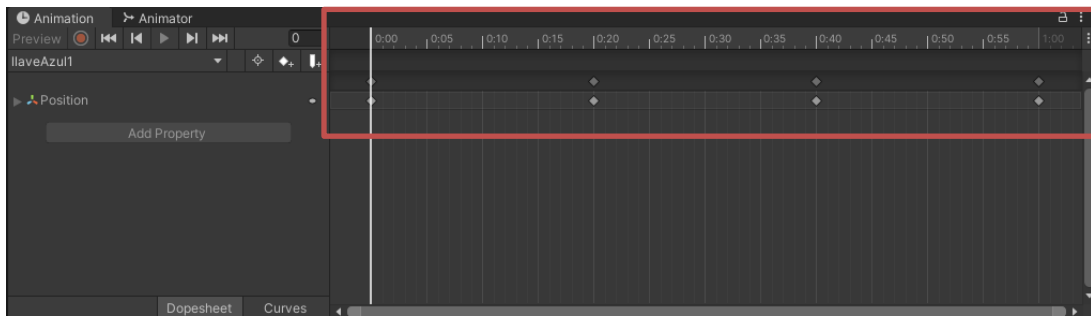 Animation Animator
Preview 0 0:00 0:05 0:10 0:15 0:20 0:25 0:30 0:35 0:40 0:45 0:50 0:55 1:00
llaveAzul1
Position
Add Property
Dopesheet Curves